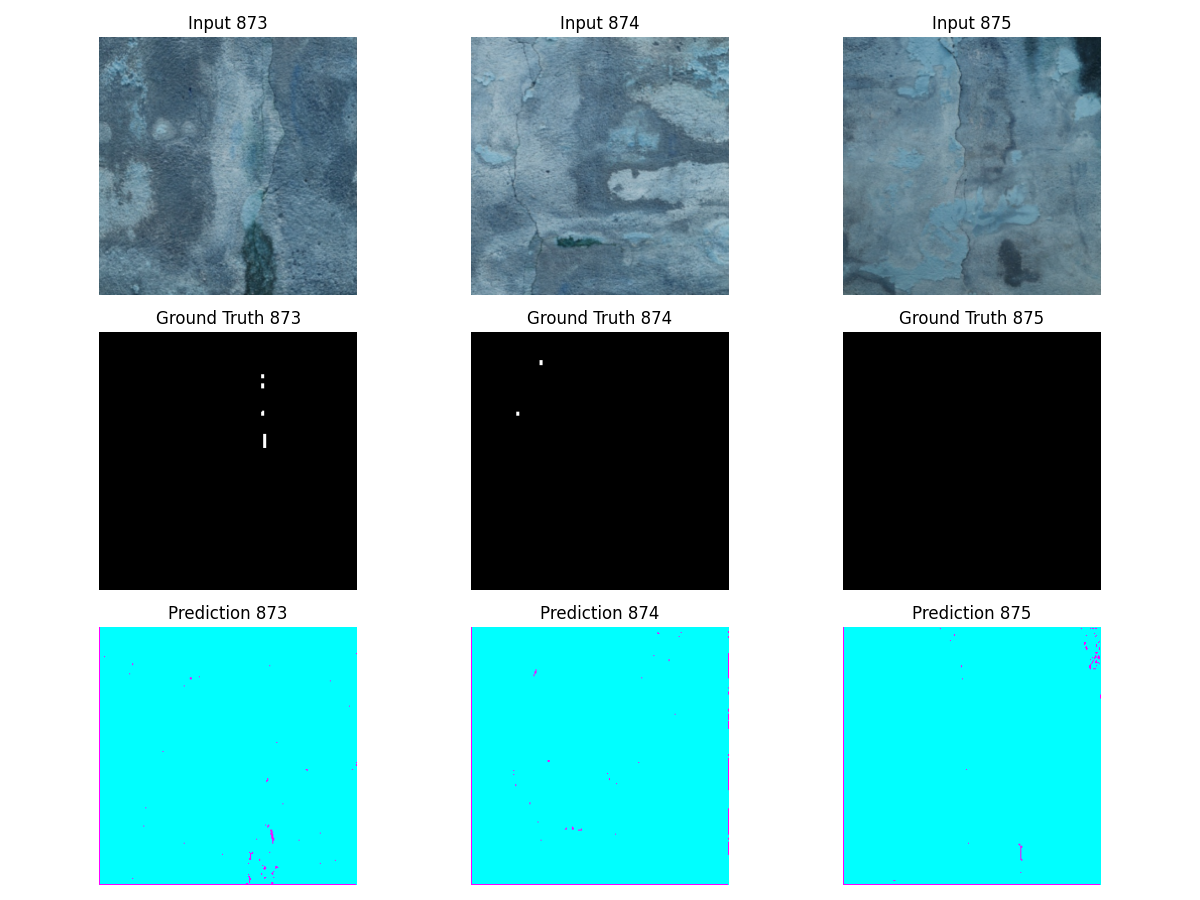 Input 873
Input 874
Input 875
Ground Truth 873
Ground Truth 874
Ground Truth 875
Prediction 873
Prediction 874
Prediction 875